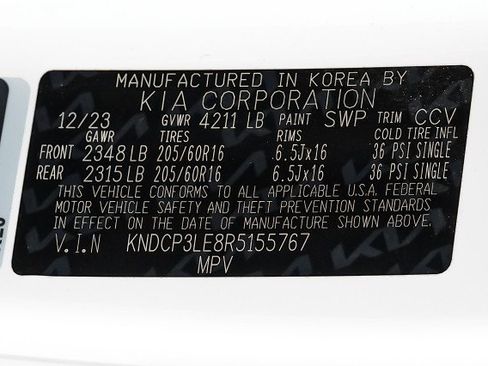 MANUFACTURED IN KOREA BY
KIA CORPORATION
12/23 GVWR 4211 LB PAINT SWP TRIM CCV
GAWR TIRES RIMS COLD TIRE INFL
FRONT 2348 LB 205/60R16 6.5Jx16 36 PSI SINGLE
REAR 2315 LB 205/60R16 6.5Jx16 36 PSI SINGLE
THIS VEHICLE CONFORMS TO ALL APPLICABLE U.S.A. FEDERAL
MOTOR VEHICLE SAFETY AND THEFT PREVENTION STANDARDS
IN EFFECT ON THE DATE OF MANUFACTURE SHOWN ABOVE.
V.I.N KNDCP3LE8R5155767
MPV